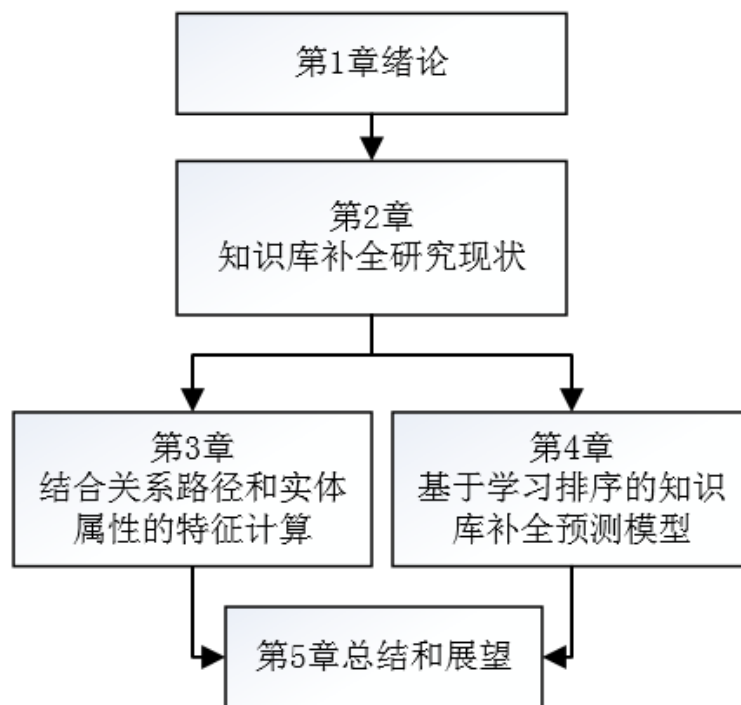 第1章绪论
第2章
知识库补全研究现状
第3章
结合关系路径和实体
属性的特征计算
第4章
基于学习排序的知识
库补全预测模型
第5章总结和展望